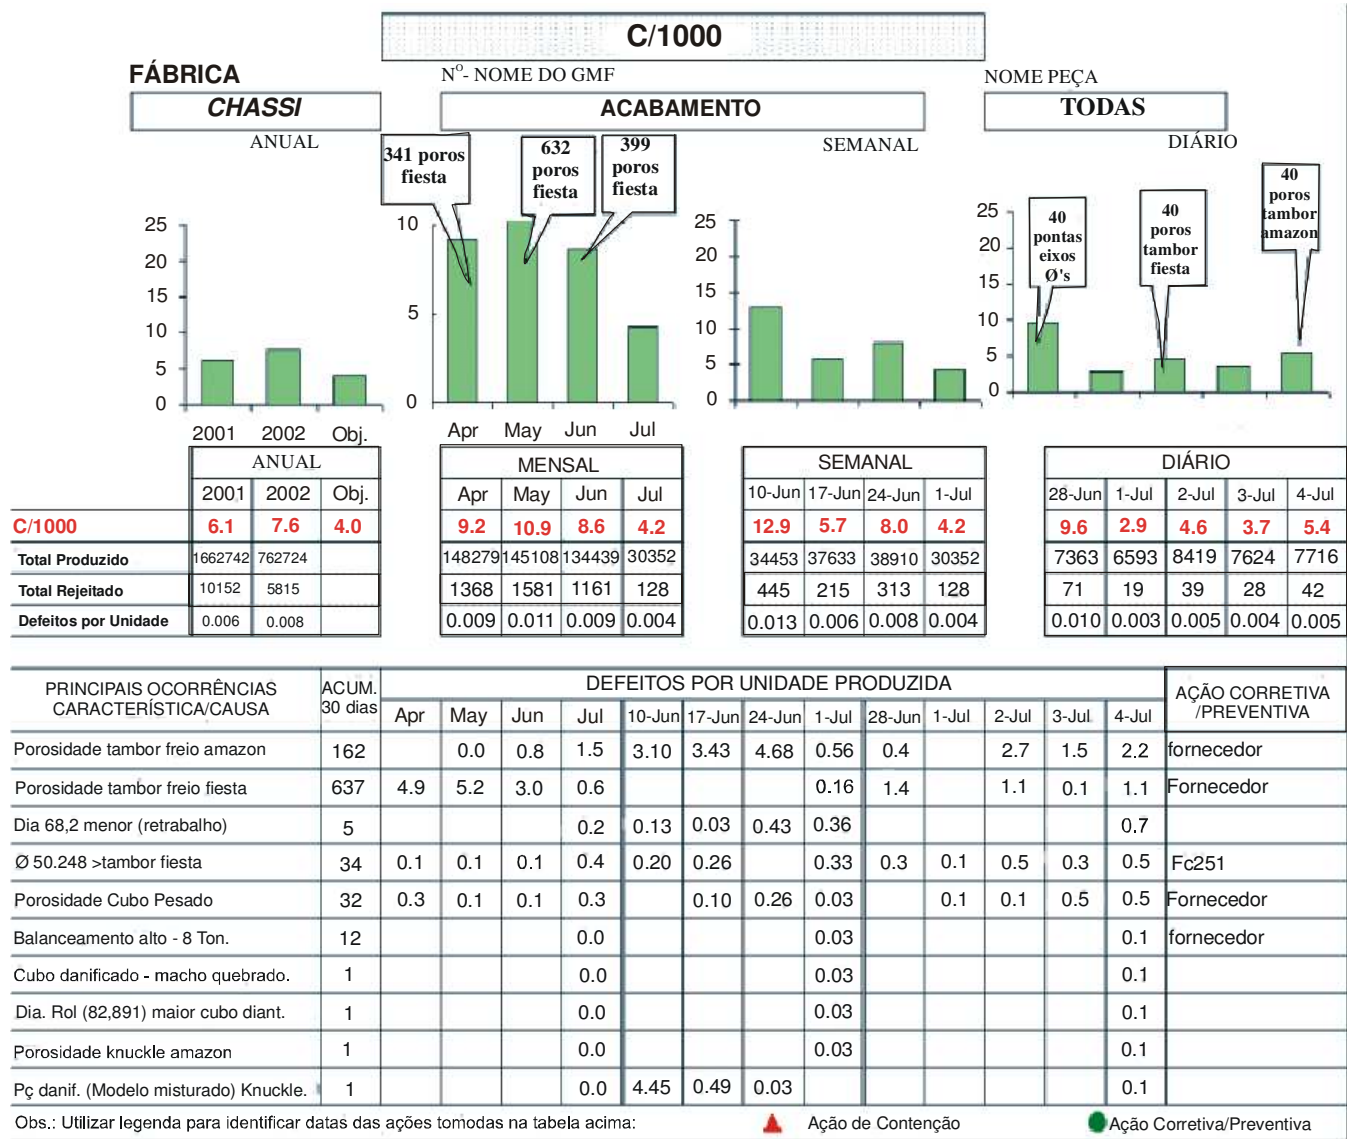 C/1000
FÁBRICA
Nº- NOME DO GMF
NOME PEÇA
CHASSI
ACABAMENTO
TODAS
ANUAL
SEMANAL
DIÁRIO
341 poros
fiesta
632
poros
fiesta
399
poros
fiesta
40
pontas
eixos
Ø's
40
poros
tambor
fiesta
40
poros
tambor
amazon
25
20
15
10
5
0
2001 2002 Obj.
10
5
0
Apr May Jun Jul
25
20
15
10
5
0
25
20
15
10
5
0
ANUAL MENSAL SEMANAL DIÁRIO
2001 2002 Obj. Apr May Jun Jul 10-Jun 17-Jun 24-Jun 1-Jul 28-Jun 1-Jul 2-Jul 3-Jul 4-Jul
C/1000 6.1 7.6 4.0 9.2 10.9 8.6 4.2 12.9 5.7 8.0 4.2 9.6 2.9 4.6 3.7 5.4
Total Produzido 1662742 762724 148279 145108 134439 30352 34453 37633 38910 30352 7363 6593 8419 7624 7716
Total Rejeitado 10152 5815 1368 1581 1161 128 445 215 313 128 71 19 39 28 42
Defeitos por Unidade 0.006 0.008 0.009 0.011 0.009 0.004 0.013 0.006 0.008 0.004 0.010 0.003 0.005 0.004 0.005
PRINCIPAIS OCORRÊNCIAS
CARACTERÍSTICA/CAUSA
ACUM.
30 dias
DEFEITOS POR UNIDADE PRODUZIDA
AÇÃO CORRETIVA
/PREVENTIVA
Apr May Jun Jul 10-Jun 17-Jun 24-Jun 1-Jul 28-Jun 1-Jul 2-Jul 3-Jul 4-Jul
Porosidade tambor freio amazon 162 0.0 0.8 1.5 3.10 3.43 4.68 0.56 0.4 2.7 1.5 2.2 fornecedor
Porosidade tambor freio fiesta 637 4.9 5.2 3.0 0.6 0.16 1.4 1.1 0.1 1.1 Fornecedor
Dia 68,2 menor (retrabalho) 5 0.2 0.13 0.03 0.43 0.36 0.7
Ø 50.248 >tambor fiesta 34 0.1 0.1 0.1 0.4 0.20 0.26 0.33 0.3 0.1 0.5 0.3 0.5 Fc251
Porosidade Cubo Pesado 32 0.3 0.1 0.1 0.3 0.10 0.26 0.03 0.1 0.1 0.5 0.5 Fornecedor
Balanceamento alto - 8 Ton. 12 0.0 0.03 0.1 fornecedor
Cubo danificado - macho quebrado. 1 0.0 0.03 0.1
Dia. Rol (82,891) maior cubo diant. 1 0.0 0.03 0.1
Porosidade knuckle amazon 1 0.0 0.03 0.1
Pç danif. (Modelo misturado) Knuckle. 1 0.0 4.45 0.49 0.03 0.1
Obs.: Utilizar legenda para identificar datas das ações tomodas na tabela acima: Ação de Contenção Ação Corretiva/Preventiva